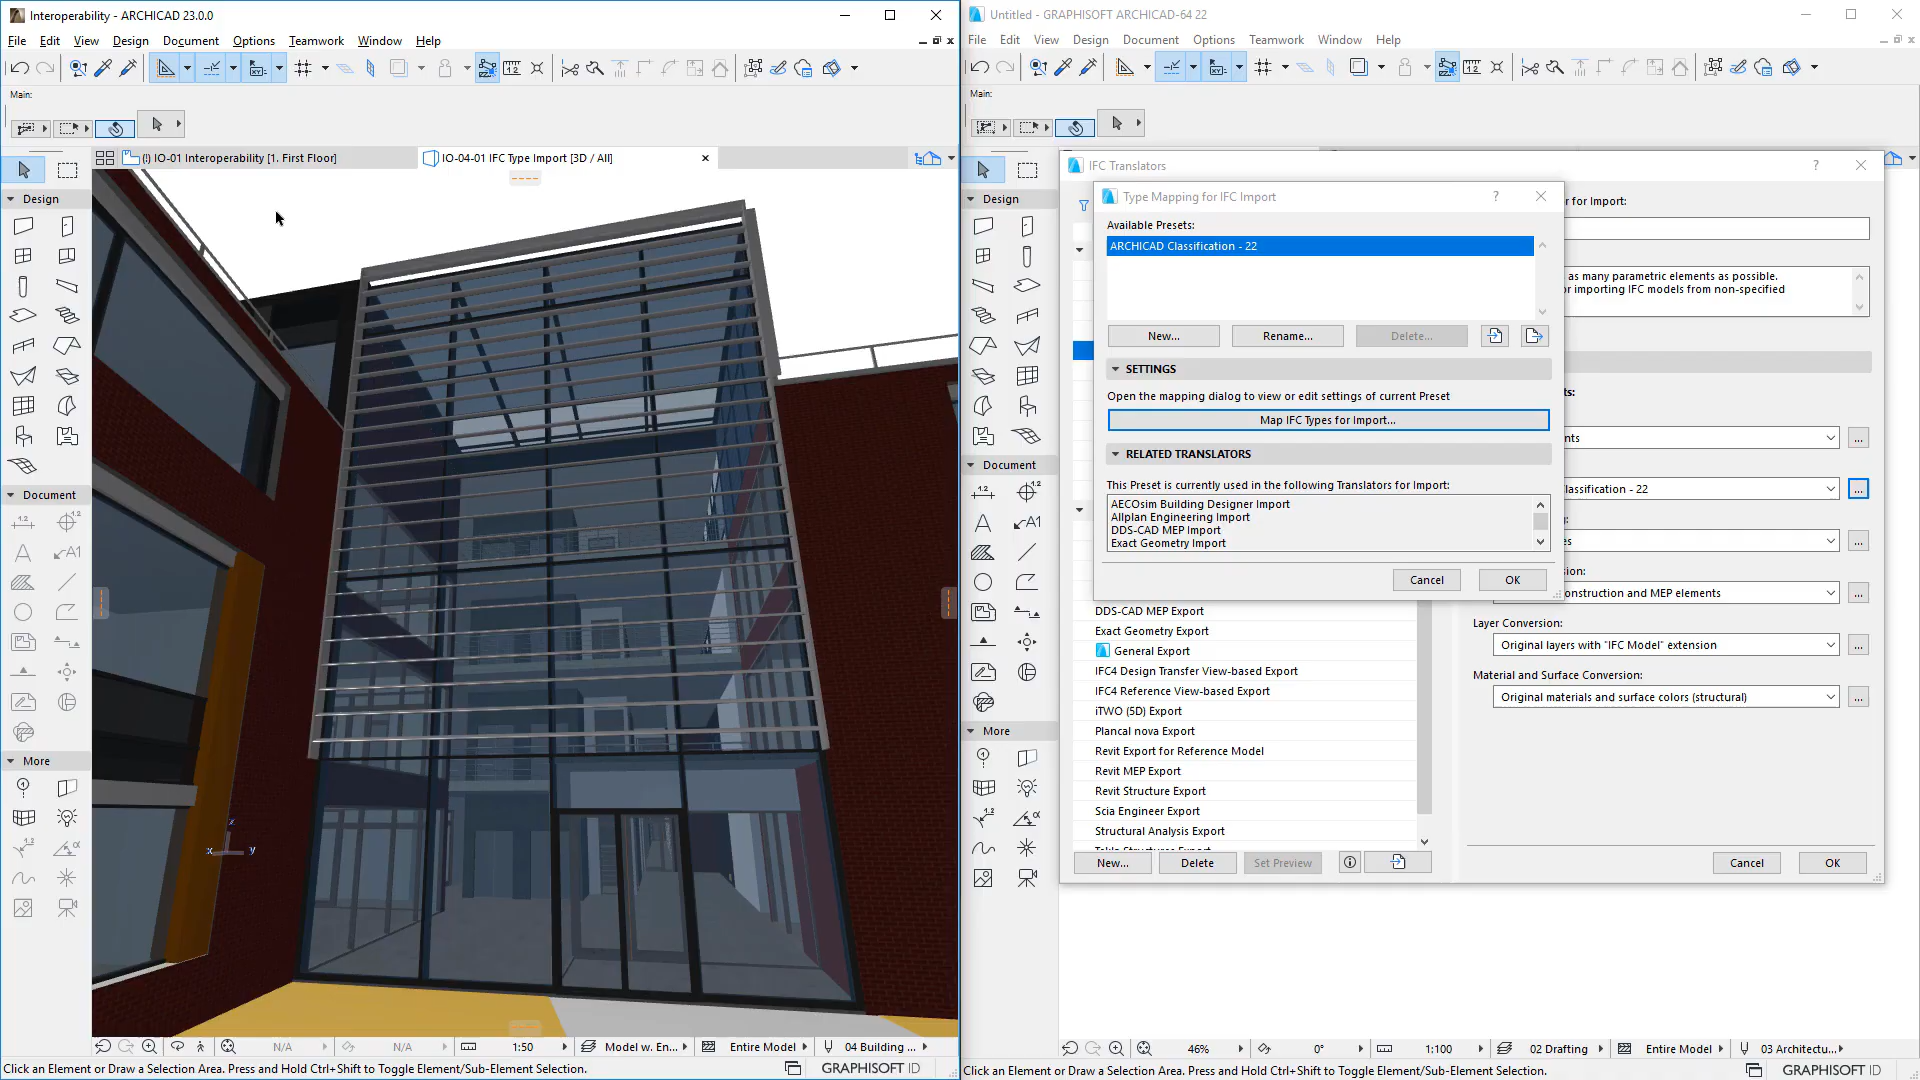 Interoperability - ARCHICAD 23.0.0
File Edit View Design Document Options Teamwork Window Help
Main:
(!) IO-01 Interoperability [1. First Floor]
IO-04-01 IFC Type Import [3D / All]
Design
Document
More
x y z
N/A
N/A
1:50
Model w. En...
Entire Model
04 Building ...
Click an Element or Draw a Selection Area. Press and Hold Ctrl+Shift to Toggle Element/Sub-Element Selection.
GRAPHISOFT ID
Untitled - GRAPHISOFT ARCHICAD-64 22
File Edit View Design Document Options Teamwork Window Help
Main:
Design
Document
More
IFC Translators
Type Mapping for IFC Import
Available Presets:
ARCHICAD Classification - 22
New...
Rename...
Delete...
SETTINGS
Open the mapping dialog to view or edit settings of current Preset
Map IFC Types for Import...
RELATED TRANSLATORS
This Preset is currently used in the following Translators for Import:
AECOsim Building Designer Import
Allplan Engineering Import
DDS-CAD MEP Import
Exact Geometry Import
Cancel
OK
r for Import:
as many parametric elements as possible.
or importing IFC models from non-specified
ts:
nts
lassification - 22
es
ion:
onstruction and MEP elements
Layer Conversion:
Original layers with "IFC Model" extension
Material and Surface Conversion:
Original materials and surface colors (structural)
DDS-CAD MEP Export
Exact Geometry Export
General Export
IFC4 Design Transfer View-based Export
IFC4 Reference View-based Export
iTWO (5D) Export
Plancal nova Export
Revit Export for Reference Model
Revit MEP Export
Revit Structure Export
Scia Engineer Export
Structural Analysis Export
Tekla Structures Export
New...
Delete
Set Preview
Cancel
OK
46%
0°
1:100
02 Drafting
Entire Model
03 Architectu...
Click an Element or Draw a Selection Area. Press and Hold Ctrl+Shift to Toggle Element/Sub-Element Selection.
GRAPHISOFT ID